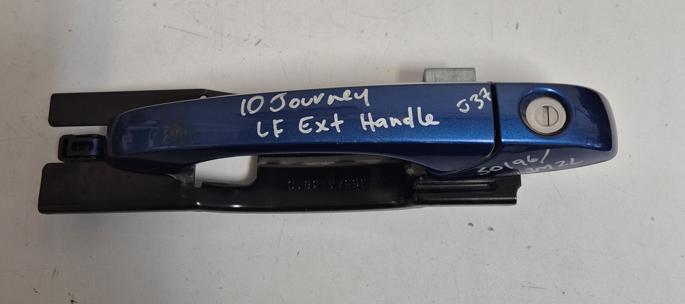 10 Journey
LF Ext Handle
J37
50196/